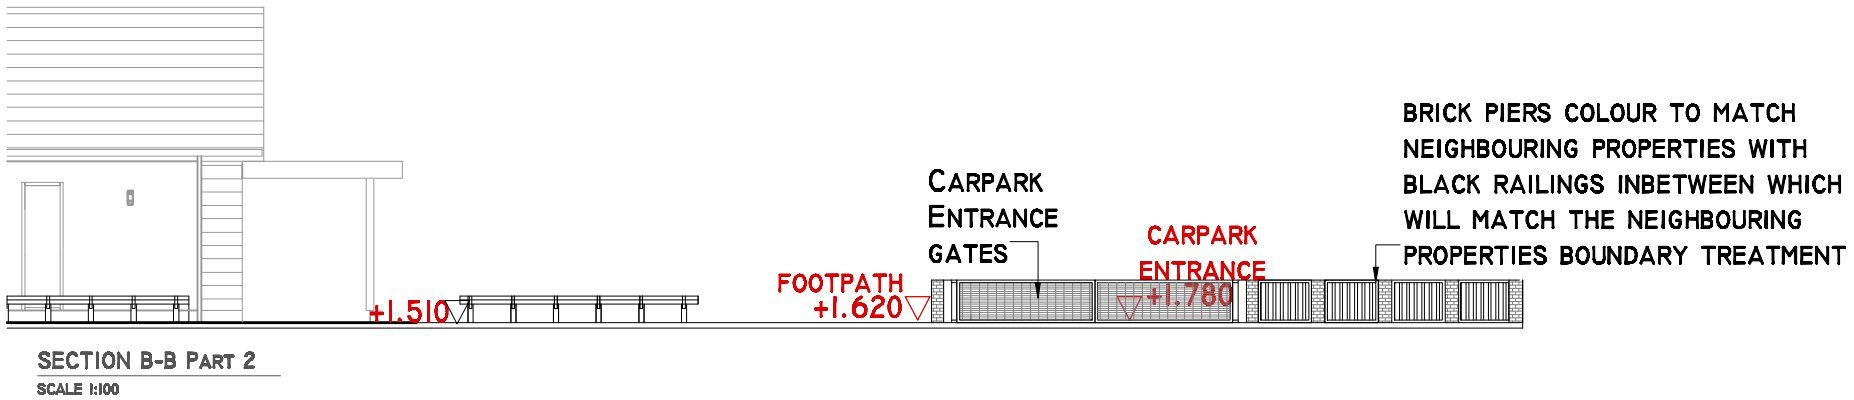 BRICK PIERS COLOUR TO MATCH
NEIGHBOURING PROPERTIES WITH
BLACK RAILINGS INBETWEEN WHICH
WILL MATCH THE NEIGHBOURING
PROPERTIES BOUNDARY TREATMENT
CARPARK
ENTRANCE
GATES
CARPARK
ENTRANCE
+1.780
FOOTPATH
+1.620
+1.510
SECTION B-B PART 2
SCALE 1:100